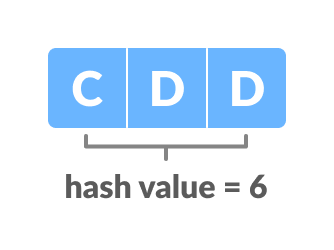 C D D
hash value = 6